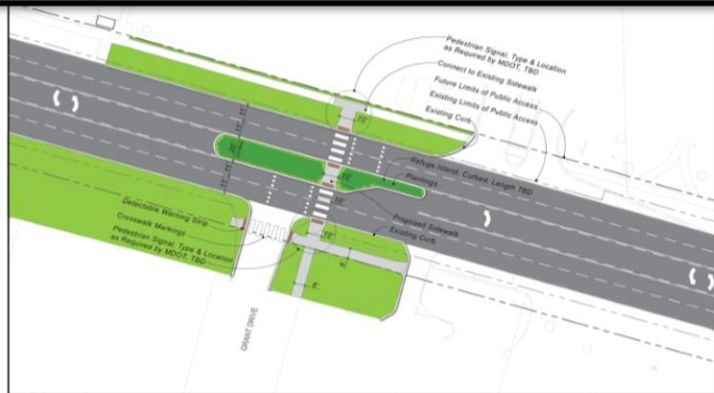 Pedestrian Signal, Type & Location
as Required by MDOT, TBD
Connect to Existing Sidewalk
Future Limits of Public Access
Existing Limits of Public Access
Existing Curb
10'
Refuge Island, Curbed, Length TBD
Plantings
10'
10'
Detectable Warning Strip
Crosswalk Markings
Pedestrian Signal, Type & Location
as Required by MDOT, TBD
Proposed Sidewalk
Existing Curb
10'
8'
GRANT DRIVE